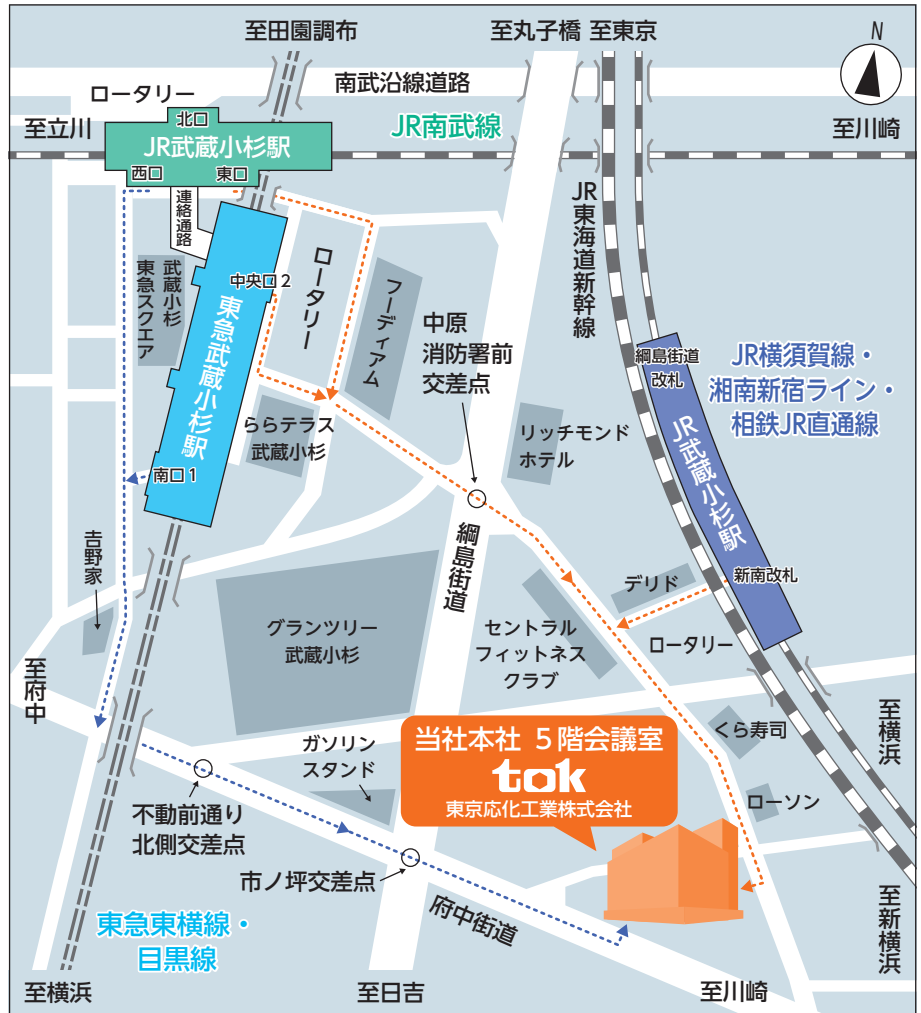 至田園調布
至丸子橋
至東京
N
南武沿線道路
ロータリー
北口
至立川
JR南武線
至川崎
JR武蔵小杉駅
西口
東口
連絡通路
JR東海道新幹線
武蔵小杉
東急スクエア
中央口2
東急武蔵小杉駅
ロータリー
フーディアム
中原
消防署前
交差点
綱島街道
改札
JR横須賀線・
湘南新宿ライン・
相鉄JR直通線
JR武蔵小杉駅
ららテラス
武蔵小杉
リッチモンド
ホテル
南口1
綱島街道
吉野家
新南改札
デリド
グランツリー
武蔵小杉
セントラル
フィットネス
クラブ
ロータリー
至府中
至横浜
ガソリン
スタンド
当社本社 5階会議室
tok
東京応化工業株式会社
くら寿司
ローソン
不動前通り
北側交差点
市ノ坪交差点
府中街道
東急東横線・
目黒線
至新横浜
至横浜
至日吉
至川崎